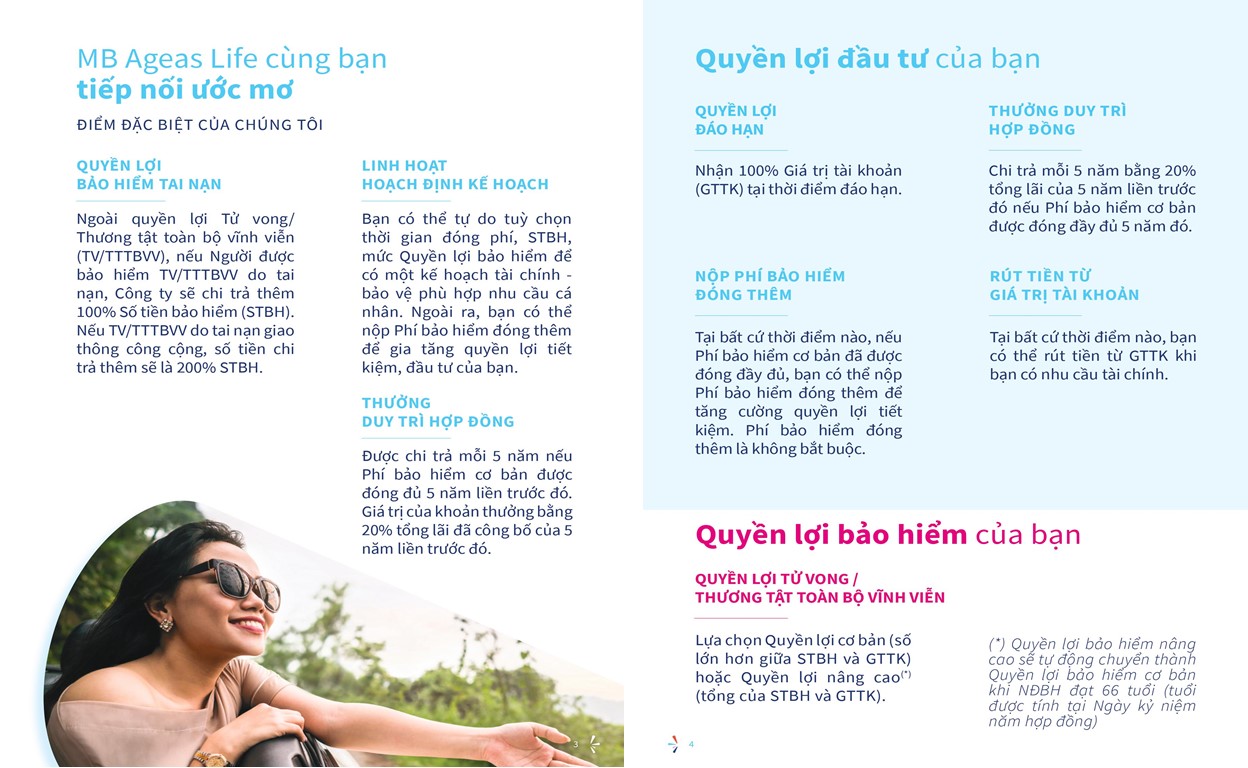 MB Ageas Life cùng bạn
tiếp nối ước mơ
ĐIỂM ĐẶC BIỆT CỦA CHÚNG TÔI
QUYỀN LỢI
BẢO HIỂM TAI NẠN
Ngoài quyền lợi Tử vong/
Thương tật toàn bộ vĩnh viễn
(TV/TTTBVV), nếu Người được
bảo hiểm TV/TTTBVV do tai
nạn, Công ty sẽ chi trả thêm
100% Số tiền bảo hiểm (STBH).
Nếu TV/TTTBVV do tai nạn giao
thông công cộng, số tiền chi
trả thêm sẽ là 200% STBH.
LINH HOẠT
HOẠCH ĐỊNH KẾ HOẠCH
Bạn có thể tự do tuỳ chọn
thời gian đóng phí, STBH,
mức Quyền lợi bảo hiểm để
có một kế hoạch tài chính -
bảo vệ phù hợp nhu cầu cá
nhân. Ngoài ra, bạn có thể
nộp Phí bảo hiểm đóng thêm
để gia tăng quyền lợi tiết
kiệm, đầu tư của bạn.
THƯỞNG
DUY TRÌ HỢP ĐỒNG
Được chi trả mỗi 5 năm nếu
Phí bảo hiểm cơ bản được
đóng đủ 5 năm liền trước đó.
Giá trị của khoản thưởng bằng
20% tổng lãi đã công bố của 5
năm liền trước đó.
3
Quyền lợi đầu tư của bạn
QUYỀN LỢI
ĐÁO HẠN
Nhận 100% Giá trị tài khoản
(GTTK) tại thời điểm đáo hạn.
THƯỞNG DUY TRÌ
HỢP ĐỒNG
Chi trả mỗi 5 năm bằng 20%
tổng lãi của 5 năm liền trước
đó nếu Phí bảo hiểm cơ bản
được đóng đầy đủ 5 năm đó.
NỘP PHÍ BẢO HIỂM
ĐÓNG THÊM
Tại bất cứ thời điểm nào, nếu
Phí bảo hiểm cơ bản đã được
đóng đầy đủ, bạn có thể nộp
Phí bảo hiểm đóng thêm để
tăng cường quyền lợi tiết
kiệm. Phí bảo hiểm đóng
thêm là không bắt buộc.
RÚT TIỀN TỪ
GIÁ TRỊ TÀI KHOẢN
Tại bất cứ thời điểm nào, bạn
có thể rút tiền từ GTTK khi
bạn có nhu cầu tài chính.
Quyền lợi bảo hiểm của bạn
QUYỀN LỢI TỬ VONG /
THƯƠNG TẬT TOÀN BỘ VĨNH VIỄN
Lựa chọn Quyền lợi cơ bản (số
lớn hơn giữa STBH và GTTK)
hoặc Quyền lợi nâng cao(*)
(tổng của STBH và GTTK).
(*) Quyền lợi bảo hiểm nâng
cao sẽ tự động chuyển thành
Quyền lợi bảo hiểm cơ bản
khi NĐBH đạt 66 tuổi (tuổi
được tính tại Ngày kỷ niệm
năm hợp đồng)
4